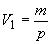 V₁ = m/p